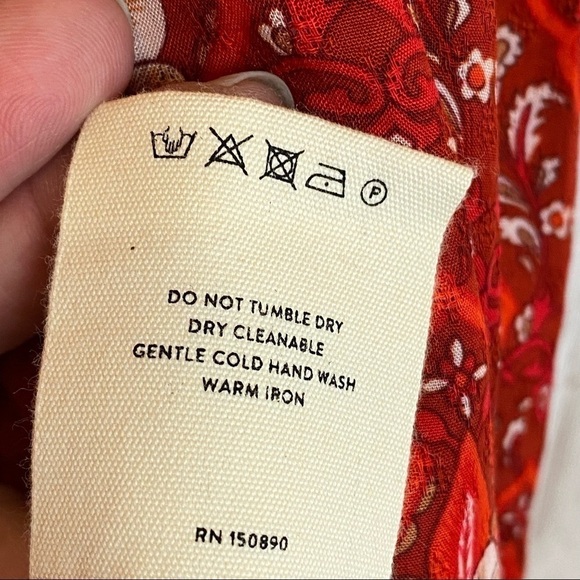 P
DO NOT TUMBLE DRY
DRY CLEANABLE
GENTLE COLD HAND WASH
WARM IRON
RN 150890